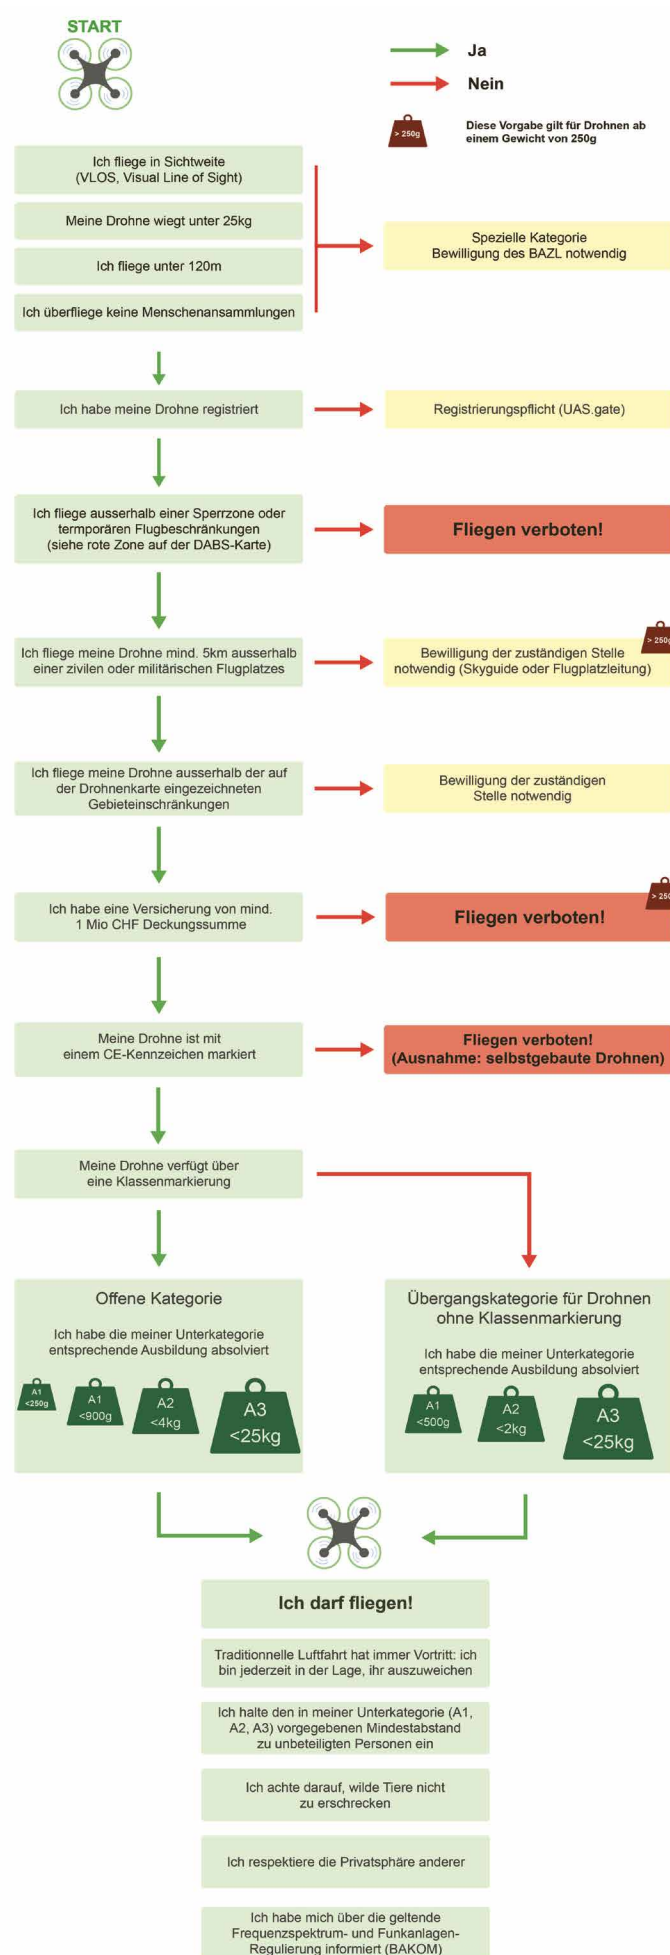 START
Ja
Nein
> 250g
Diese Vorgabe gilt für Drohnen ab
einem Gewicht von 250g
Ich fliege in Sichtweite
(VLOS, Visual Line of Sight)
Meine Drohne wiegt unter 25kg
Ich fliege unter 120m
Ich überfliege keine Menschenansammlungen
Spezielle Kategorie
Bewilligung des BAZL notwendig
Ich habe meine Drohne registriert
Registrierungspflicht (UAS.gate)
Ich fliege ausserhalb einer Sperrzone oder
termporären Flugbeschränkungen
(siehe rote Zone auf der DABS-Karte)
Fliegen verboten!
Ich fliege meine Drohne mind. 5km ausserhalb
einer zivilen oder militärischen Flugplatzes
> 250g
Bewilligung der zuständigen Stelle
notwendig (Skyguide oder Flugplatzleitung)
Ich fliege meine Drohne ausserhalb der auf
der Drohnenkarte eingezeichneten
Gebieteinschränkungen
Bewilligung der zuständigen
Stelle notwendig
Ich habe eine Versicherung von mind.
1 Mio CHF Deckungssumme
> 250
Fliegen verboten!
Meine Drohne ist mit
einem CE-Kennzeichen markiert
Fliegen verboten!
(Ausnahme: selbstgebaute Drohnen)
Meine Drohne verfügt über
eine Klassenmarkierung
Offene Kategorie
Ich habe die meiner Unterkategorie
entsprechende Ausbildung absolviert
A1
<250g
A1
<900g
A2
<4kg
A3
<25kg
Übergangskategorie für Drohnen
ohne Klassenmarkierung
Ich habe die meiner Unterkategorie
entsprechende Ausbildung absolviert
A1
<500g
A2
<2kg
A3
<25kg
Ich darf fliegen!
Traditionnelle Luftfahrt hat immer Vortritt: ich
bin jederzeit in der Lage, ihr auszuweichen
Ich halte den in meiner Unterkategorie (A1,
A2, A3) vorgegebenen Mindestabstand
zu unbeteiligten Personen ein
Ich achte darauf, wilde Tiere nicht
zu erschrecken
Ich respektiere die Privatsphäre anderer
Ich habe mich über die geltende
Frequenzspektrum- und Funkanlagen-
Regulierung informiert (BAKOM)